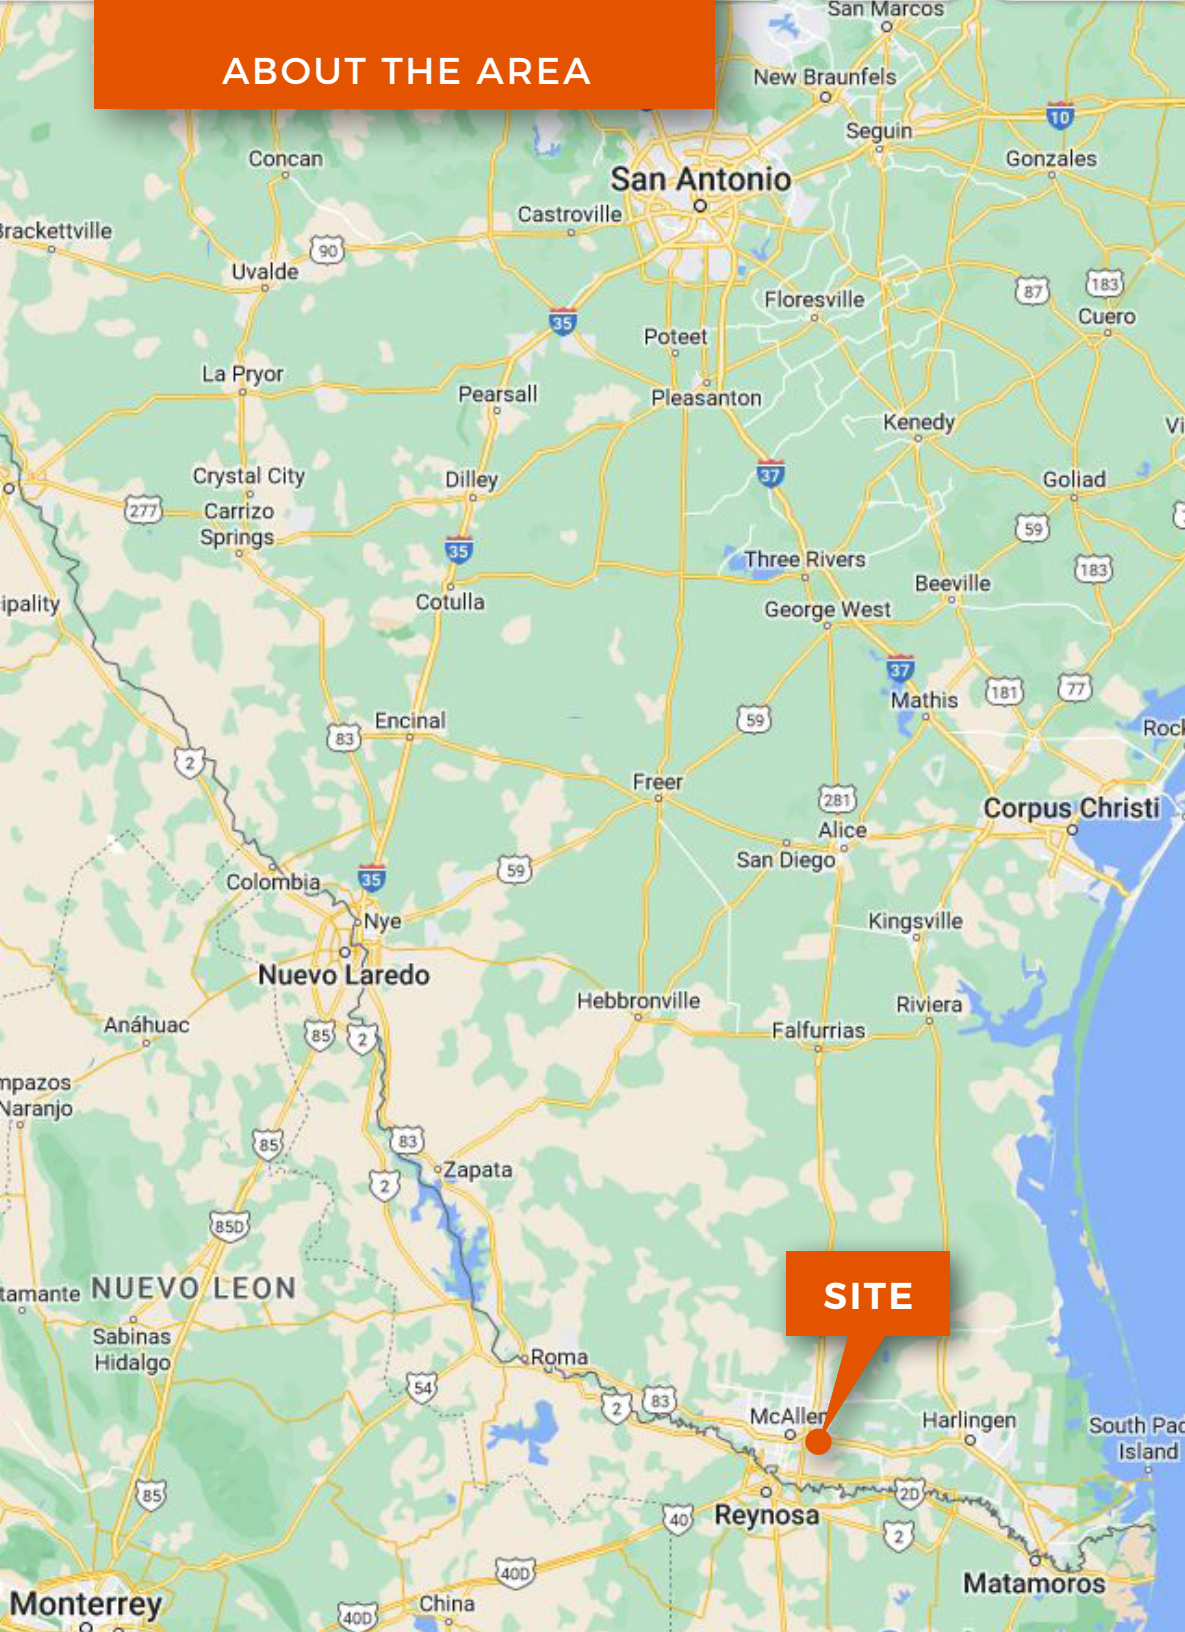 ABOUT THE AREA
San Marcos
New Braunfels
10
Seguin
Concan
Gonzales
San Antonio
Castroville
Brackettville
90
Uvalde
87
183
Floresville
35
Cuero
Poteet
La Pryor
Pearsall
Pleasanton
Kenedy
37
Crystal City
Dilley
Goliad
277
Carrizo
Springs
59
35
Three Rivers
183
Beeville
Cotulla
George West
37
181
77
Mathis
59
Encinal
83
2
Freer
281
Corpus Christi
Alice
San Diego
59
Colombia
35
Nye
Kingsville
Nuevo Laredo
Hebbronville
Riviera
Anáhuac
85
2
Falfurrias
Naranjo
85
83
Zapata
2
85D
NUEVO LEON
SITE
Sabinas
Hidalgo
Roma
54
2
83
McAllen
Harlingen
South Pad
Island
85
2D
40
Reynosa
2
40D
Matamoros
Monterrey
China
40D